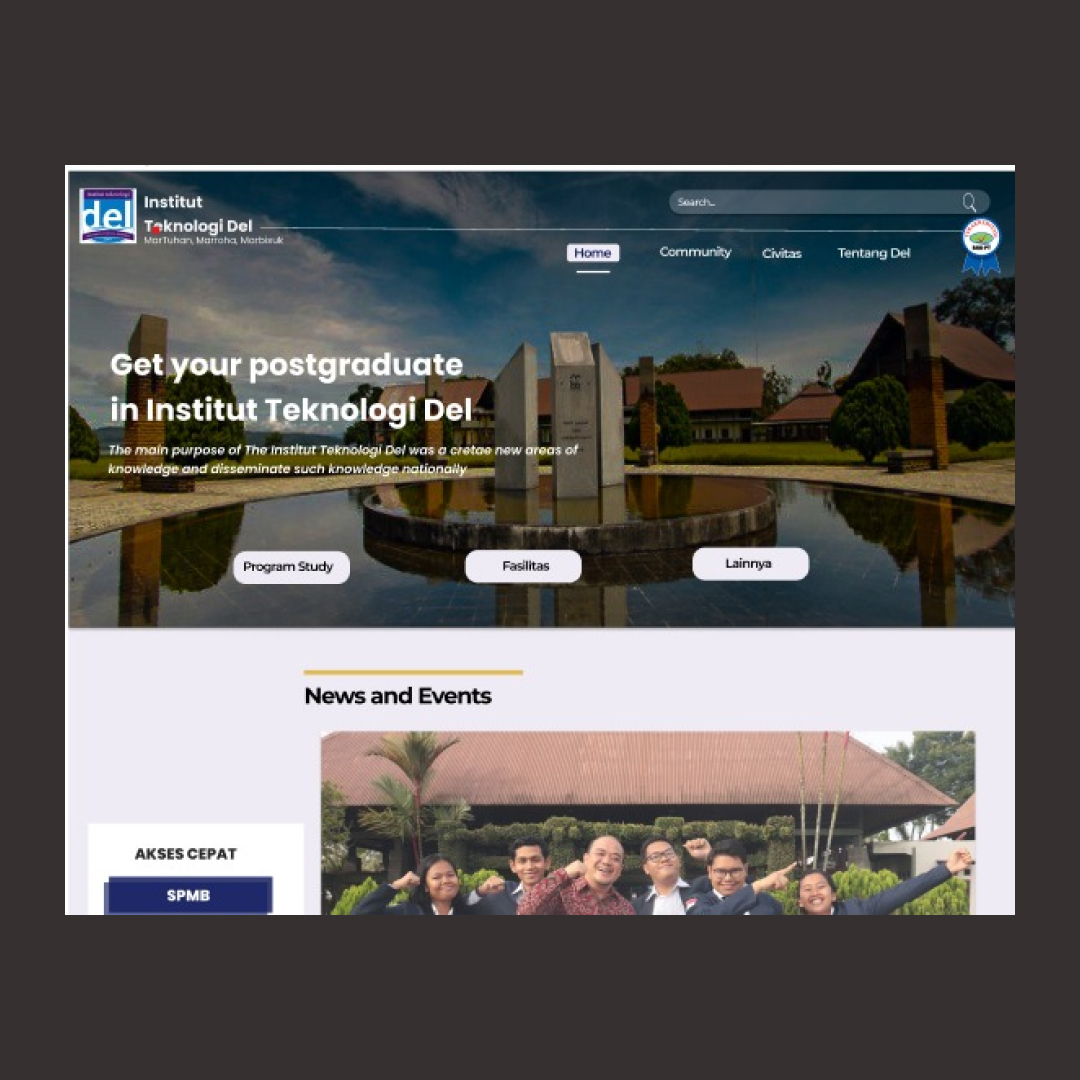 del
Institut
Teknologi Del
MarTuhan, Marroha, Marbisuk
Search...
Home
Community
Civitas
Tentang Del
Get your postgraduate
in Institut Teknologi Del
The main purpose of The Institut Teknologi Del was a cretae new areas of
knowledge and disseminate such knowledge nationally
Program Study
Fasilitas
Lainnya
News and Events
AKSES CEPAT
SPMB